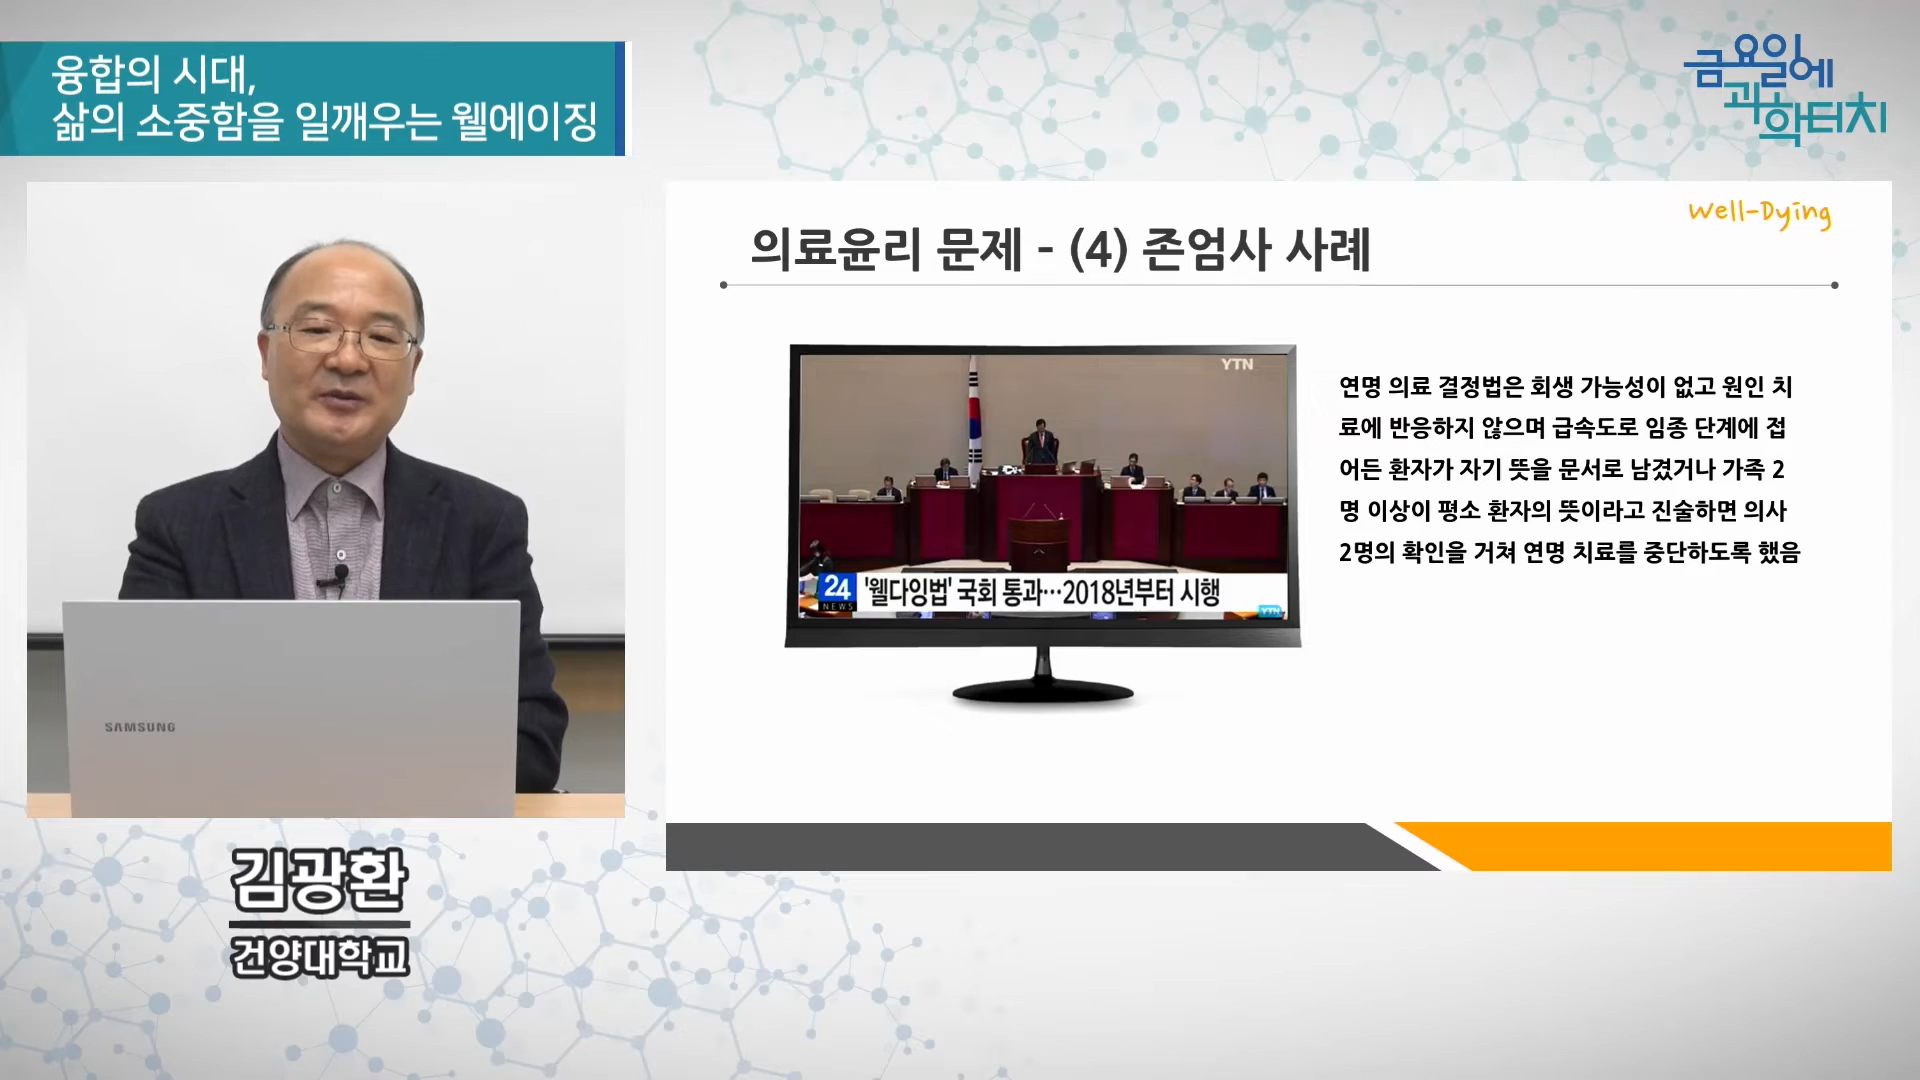 융합의 시대,
삶의 소중함을 일깨우는 웰에이징
금요일에
과학터치
Well-Dying
의료윤리 문제 - (4) 존엄사 사례
YTN
24
NEWS
'웰다잉법' 국회 통과…2018년부터 시행
YTN
연명 의료 결정법은 회생 가능성이 없고 원인 치
료에 반응하지 않으며 급속도로 임종 단계에 접
어든 환자가 자기 뜻을 문서로 남겼거나 가족 2
명 이상이 평소 환자의 뜻이라고 진술하면 의사
2명의 확인을 거쳐 연명 치료를 중단하도록 했음
SAMSUNG
김광환
건양대학교